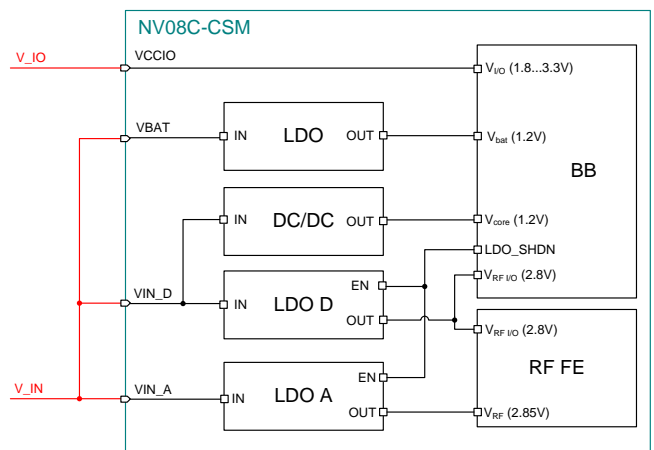 NV08C-CSM
V_IO
VCCIO
V_I/O (1.8...3.3V)
VBAT
IN
LDO
OUT
V_bat (1.2V)
BB
IN
DC/DC
OUT
V_core (1.2V)
LDO_SHDN
VIN_D
IN
LDO D
EN
OUT
V_RF I/O (2.8V)
V_RF I/O (2.8V)
RF FE
V_IN
VIN_A
IN
LDO A
EN
OUT
V_RF (2.85V)